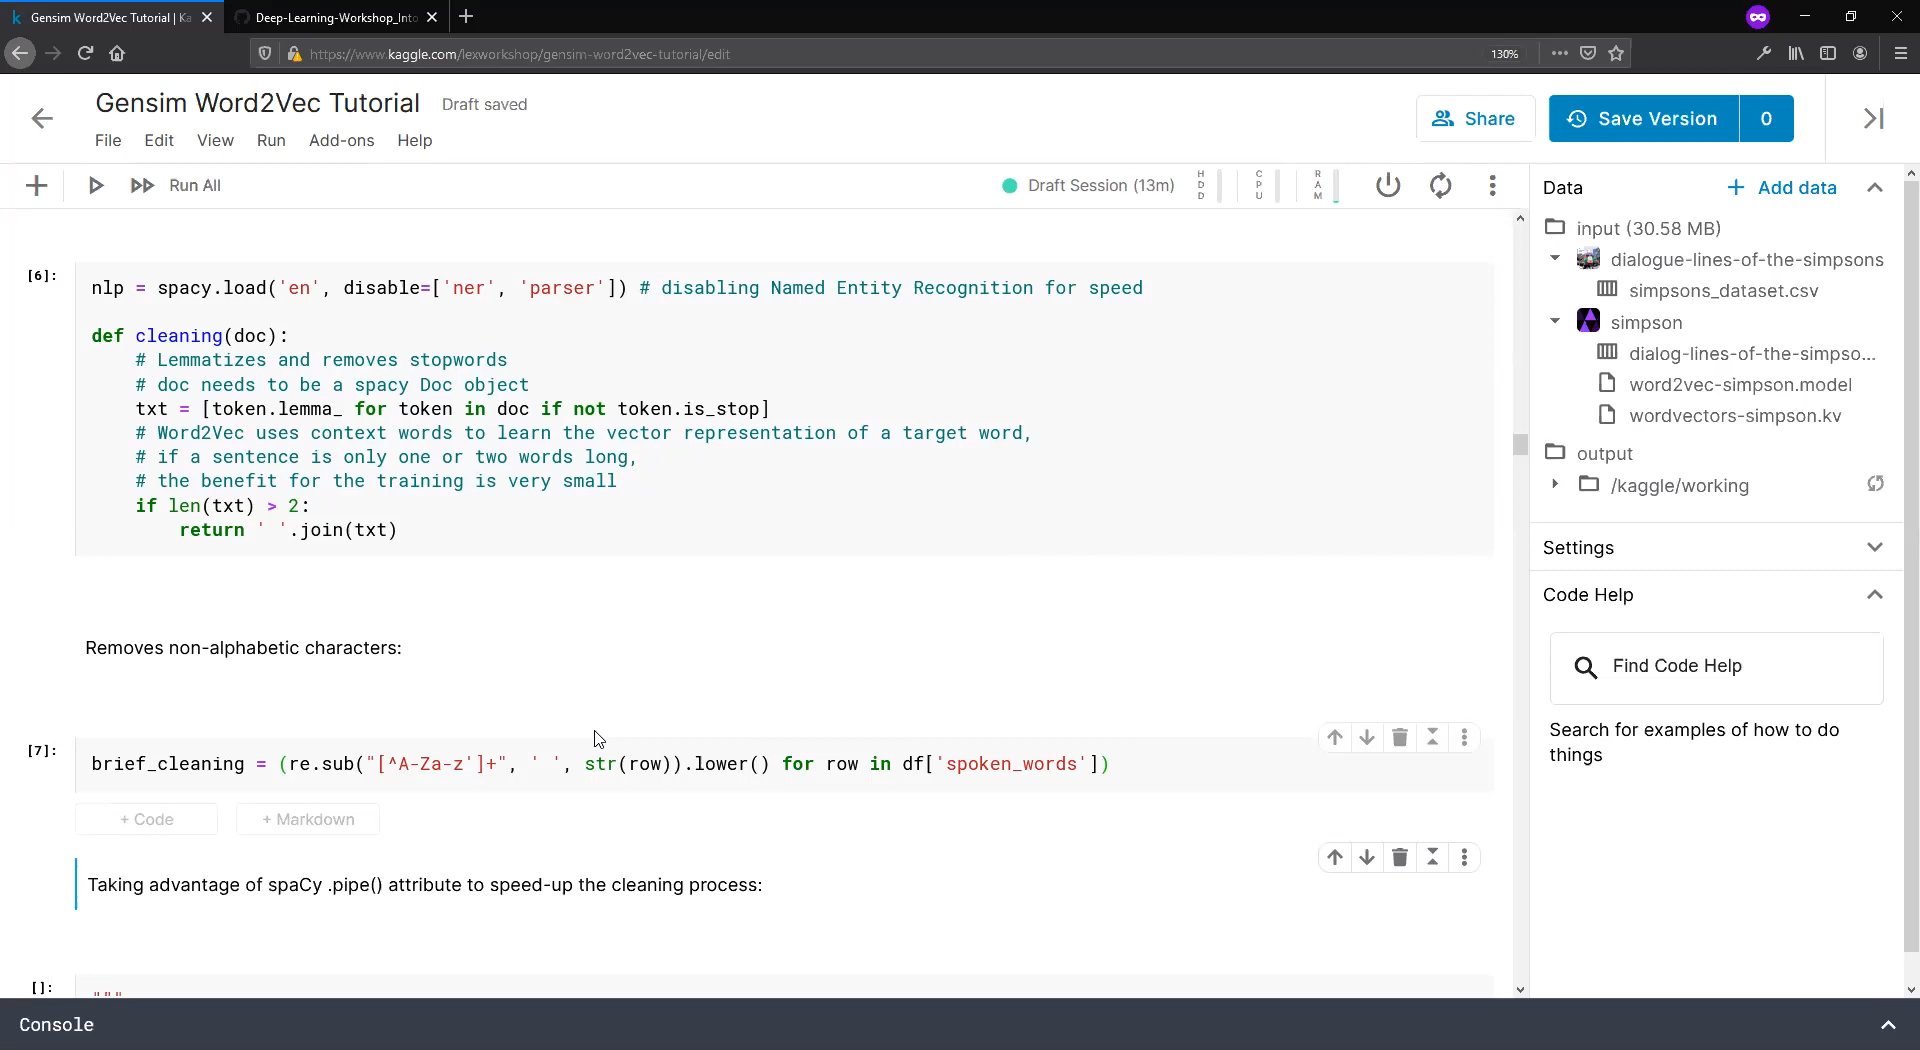 Gensim Word2Vec Tutorial | Ka
Deep-Learning-Workshop_Into
https://www.kaggle.com/lexworkshop/gensim-word2vec-tutorial/edit
130%
Gensim Word2Vec Tutorial
Draft saved
File Edit View Run Add-ons Help
Share
Save Version
0
Run All
Draft Session (13m)
HDD
CPU
RAM
[6]:
nlp = spacy.load('en', disable=['ner', 'parser']) # disabling Named Entity Recognition for speed
def cleaning(doc):
# Lemmatizes and removes stopwords
# doc needs to be a spacy Doc object
txt = [token.lemma_ for token in doc if not token.is_stop]
# Word2Vec uses context words to learn the vector representation of a target word,
# if a sentence is only one or two words long,
# the benefit for the training is very small
if len(txt) > 2:
return ' '.join(txt)
Removes non-alphabetic characters:
[7]:
brief_cleaning = (re.sub("[^A-Za-z']+", ' ', str(row)).lower() for row in df['spoken_words'])
+ Code
+ Markdown
Taking advantage of spaCy .pipe() attribute to speed-up the cleaning process:
[]:
"""
Data
+ Add data
input (30.58 MB)
dialogue-lines-of-the-simpsons
simpsons_dataset.csv
simpson
dialog-lines-of-the-simpso...
word2vec-simpson.model
wordvectors-simpson.kv
output
/kaggle/working
Settings
Code Help
Find Code Help
Search for examples of how to do
things
Console